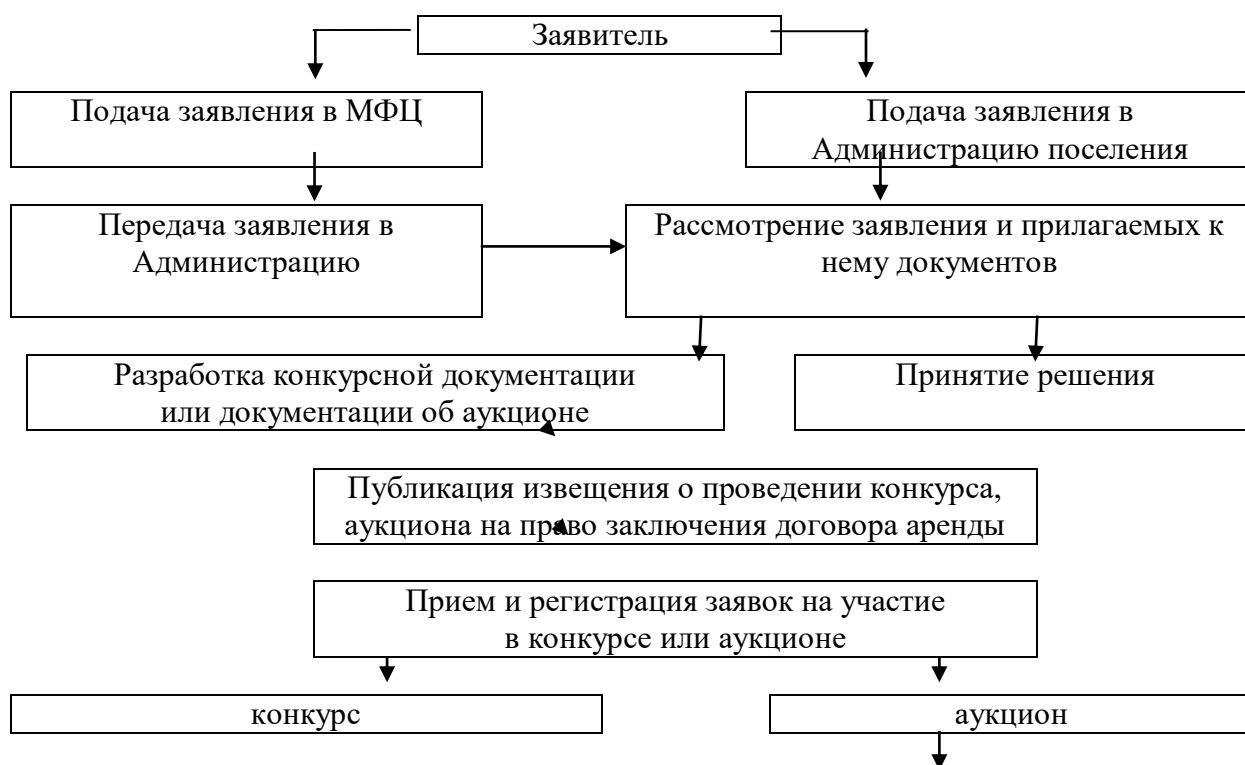 Заявитель
Подача заявления в МФЦ
Подача заявления в
Администрацию поселения
Передача заявления в
Администрацию
Рассмотрение заявления и прилагаемых к
нему документов
Разработка конкурсной документации
или документации об аукционе
Принятие решения
Публикация извещения о проведении конкурса,
аукциона на право заключения договора аренды
Прием и регистрация заявок на участие
в конкурсе или аукционе
конкурс
аукцион